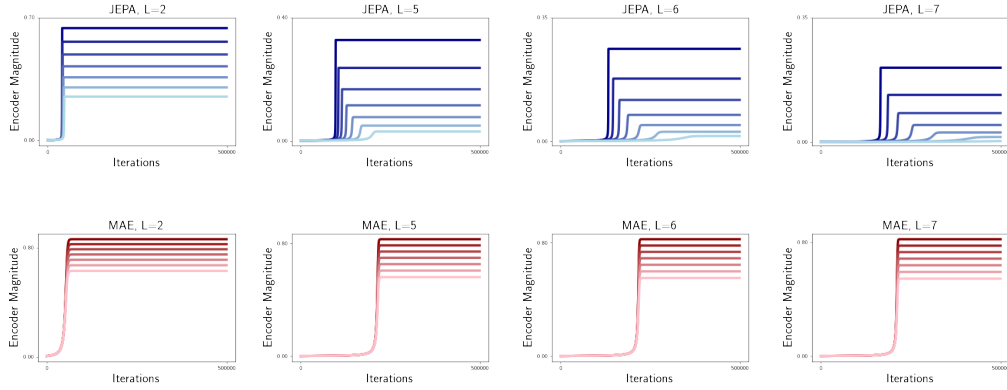 JEPA, L=2
JEPA, L=5
JEPA, L=6
JEPA, L=7
0.70
0.40
0.35
0.35
Encoder Magnitude
Encoder Magnitude
Encoder Magnitude
Encoder Magnitude
0.00
0.00
0.00
0.00
0
500000
0
500000
0
500000
0
500000
Iterations
Iterations
Iterations
Iterations
MAE, L=2
MAE, L=5
MAE, L=6
MAE, L=7
0.80
0.80
0.80
0.80
Encoder Magnitude
Encoder Magnitude
Encoder Magnitude
Encoder Magnitude
0.00
0.00
0.00
0.00
0
500000
0
500000
0
500000
0
500000
Iterations
Iterations
Iterations
Iterations